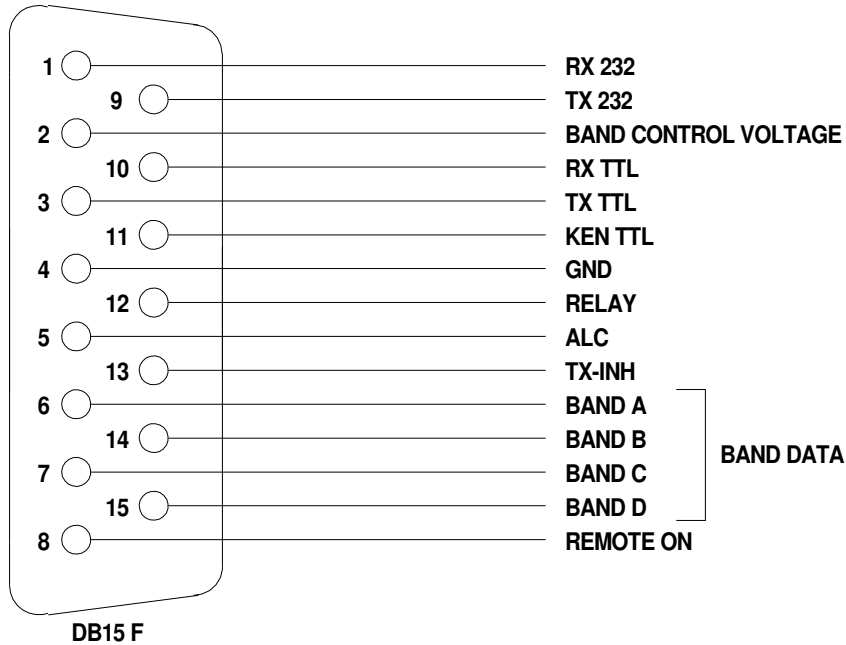 1 RX 232
9 TX 232
2 BAND CONTROL VOLTAGE
10 RX TTL
3 TX TTL
11 KEN TTL
4 GND
12 RELAY
5 ALC
13 TX-INH
6 BAND A
14 BAND B
BAND DATA
7 BAND C
15 BAND D
8 REMOTE ON
DB15 F